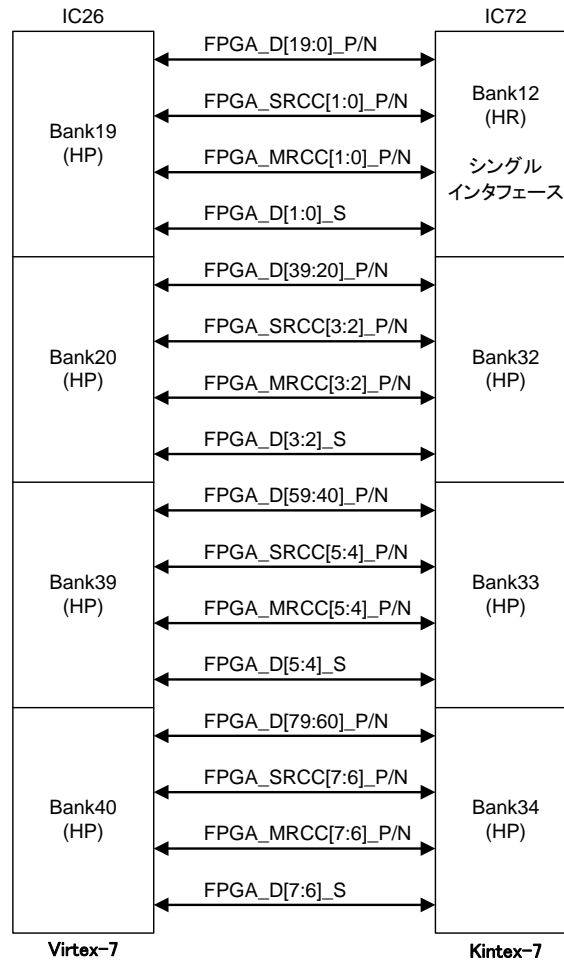 IC26
IC72
FPGA_D[19:0]_P/N
FPGA_SRCC[1:0]_P/N
FPGA_MRCC[1:0]_P/N
FPGA_D[1:0]_S
Bank19
(HP)
Bank12
(HR)
シングル
インタフェース
FPGA_D[39:20]_P/N
FPGA_SRCC[3:2]_P/N
FPGA_MRCC[3:2]_P/N
FPGA_D[3:2]_S
Bank20
(HP)
Bank32
(HP)
FPGA_D[59:40]_P/N
FPGA_SRCC[5:4]_P/N
FPGA_MRCC[5:4]_P/N
FPGA_D[5:4]_S
Bank39
(HP)
Bank33
(HP)
FPGA_D[79:60]_P/N
FPGA_SRCC[7:6]_P/N
FPGA_MRCC[7:6]_P/N
FPGA_D[7:6]_S
Bank40
(HP)
Bank34
(HP)
Virtex-7
Kintex-7